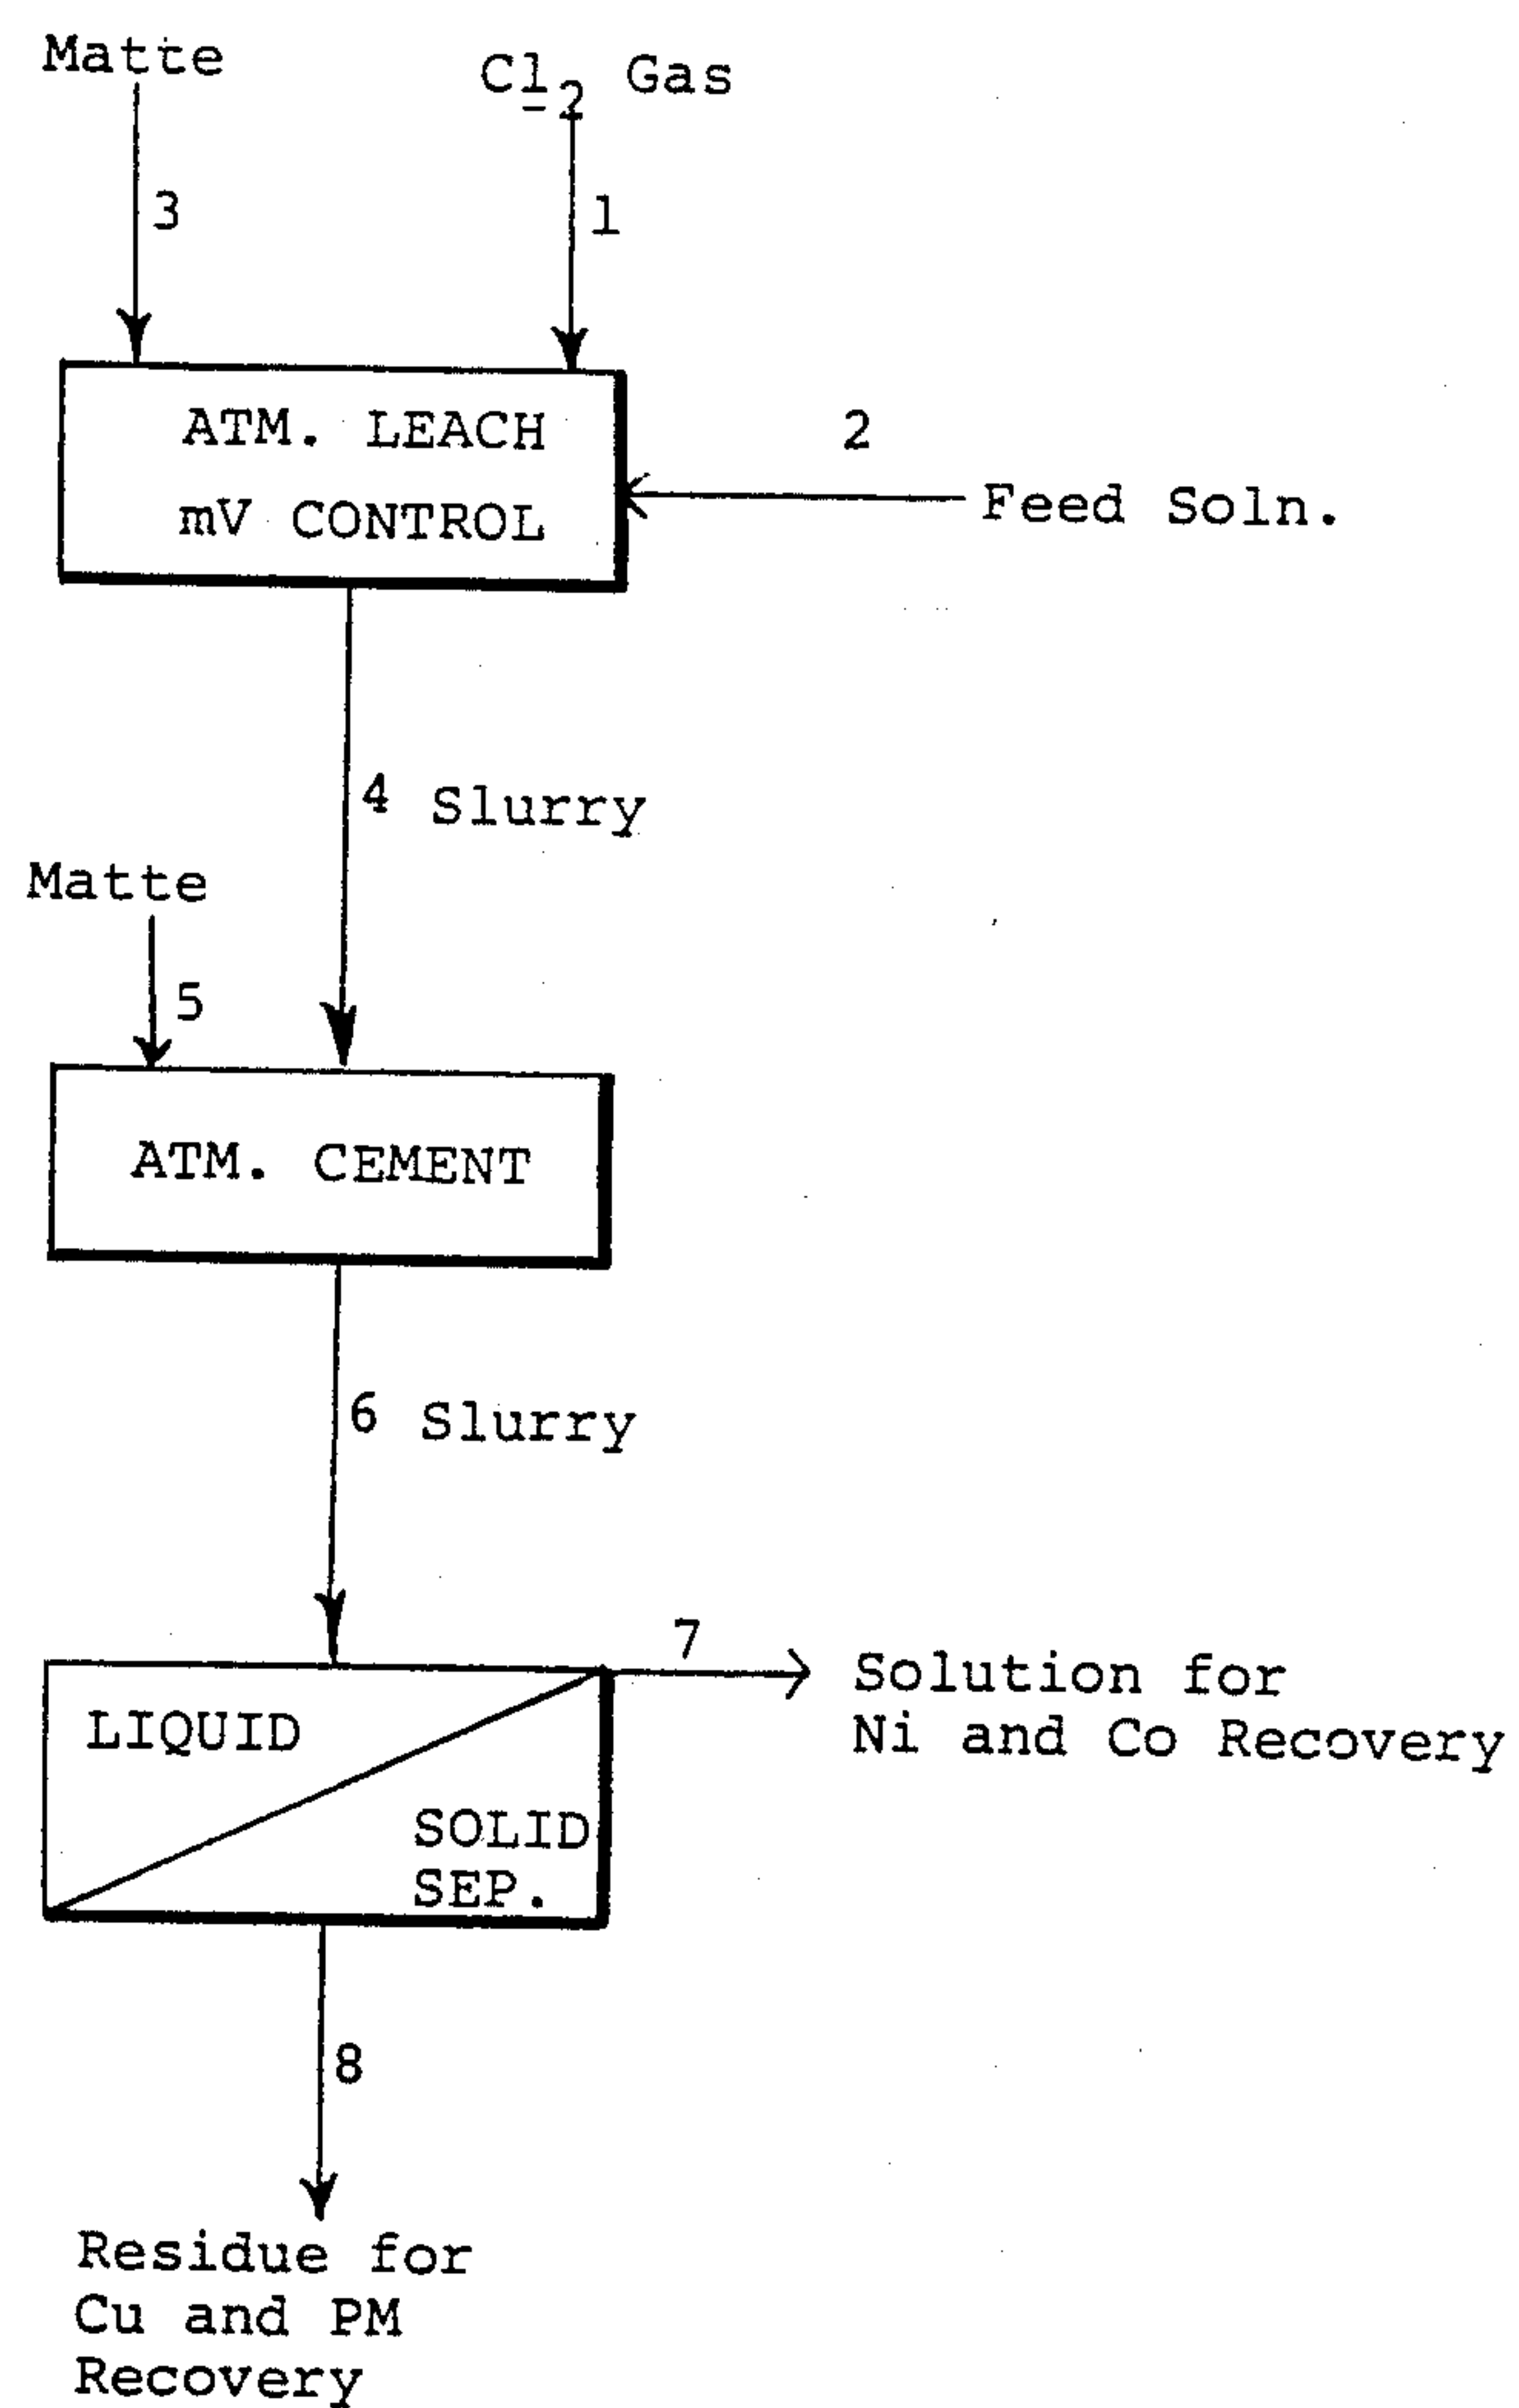 Matte
Cl2 Gas
3
1
ATM. LEACH
mV CONTROL
2
Feed Soln.
4 Slurry
Matte
5
ATM. CEMENT
6 Slurry
7
Solution for
Ni and Co Recovery
LIQUID
SOLID
SEP.
8
Residue for
Cu and PM
Recovery